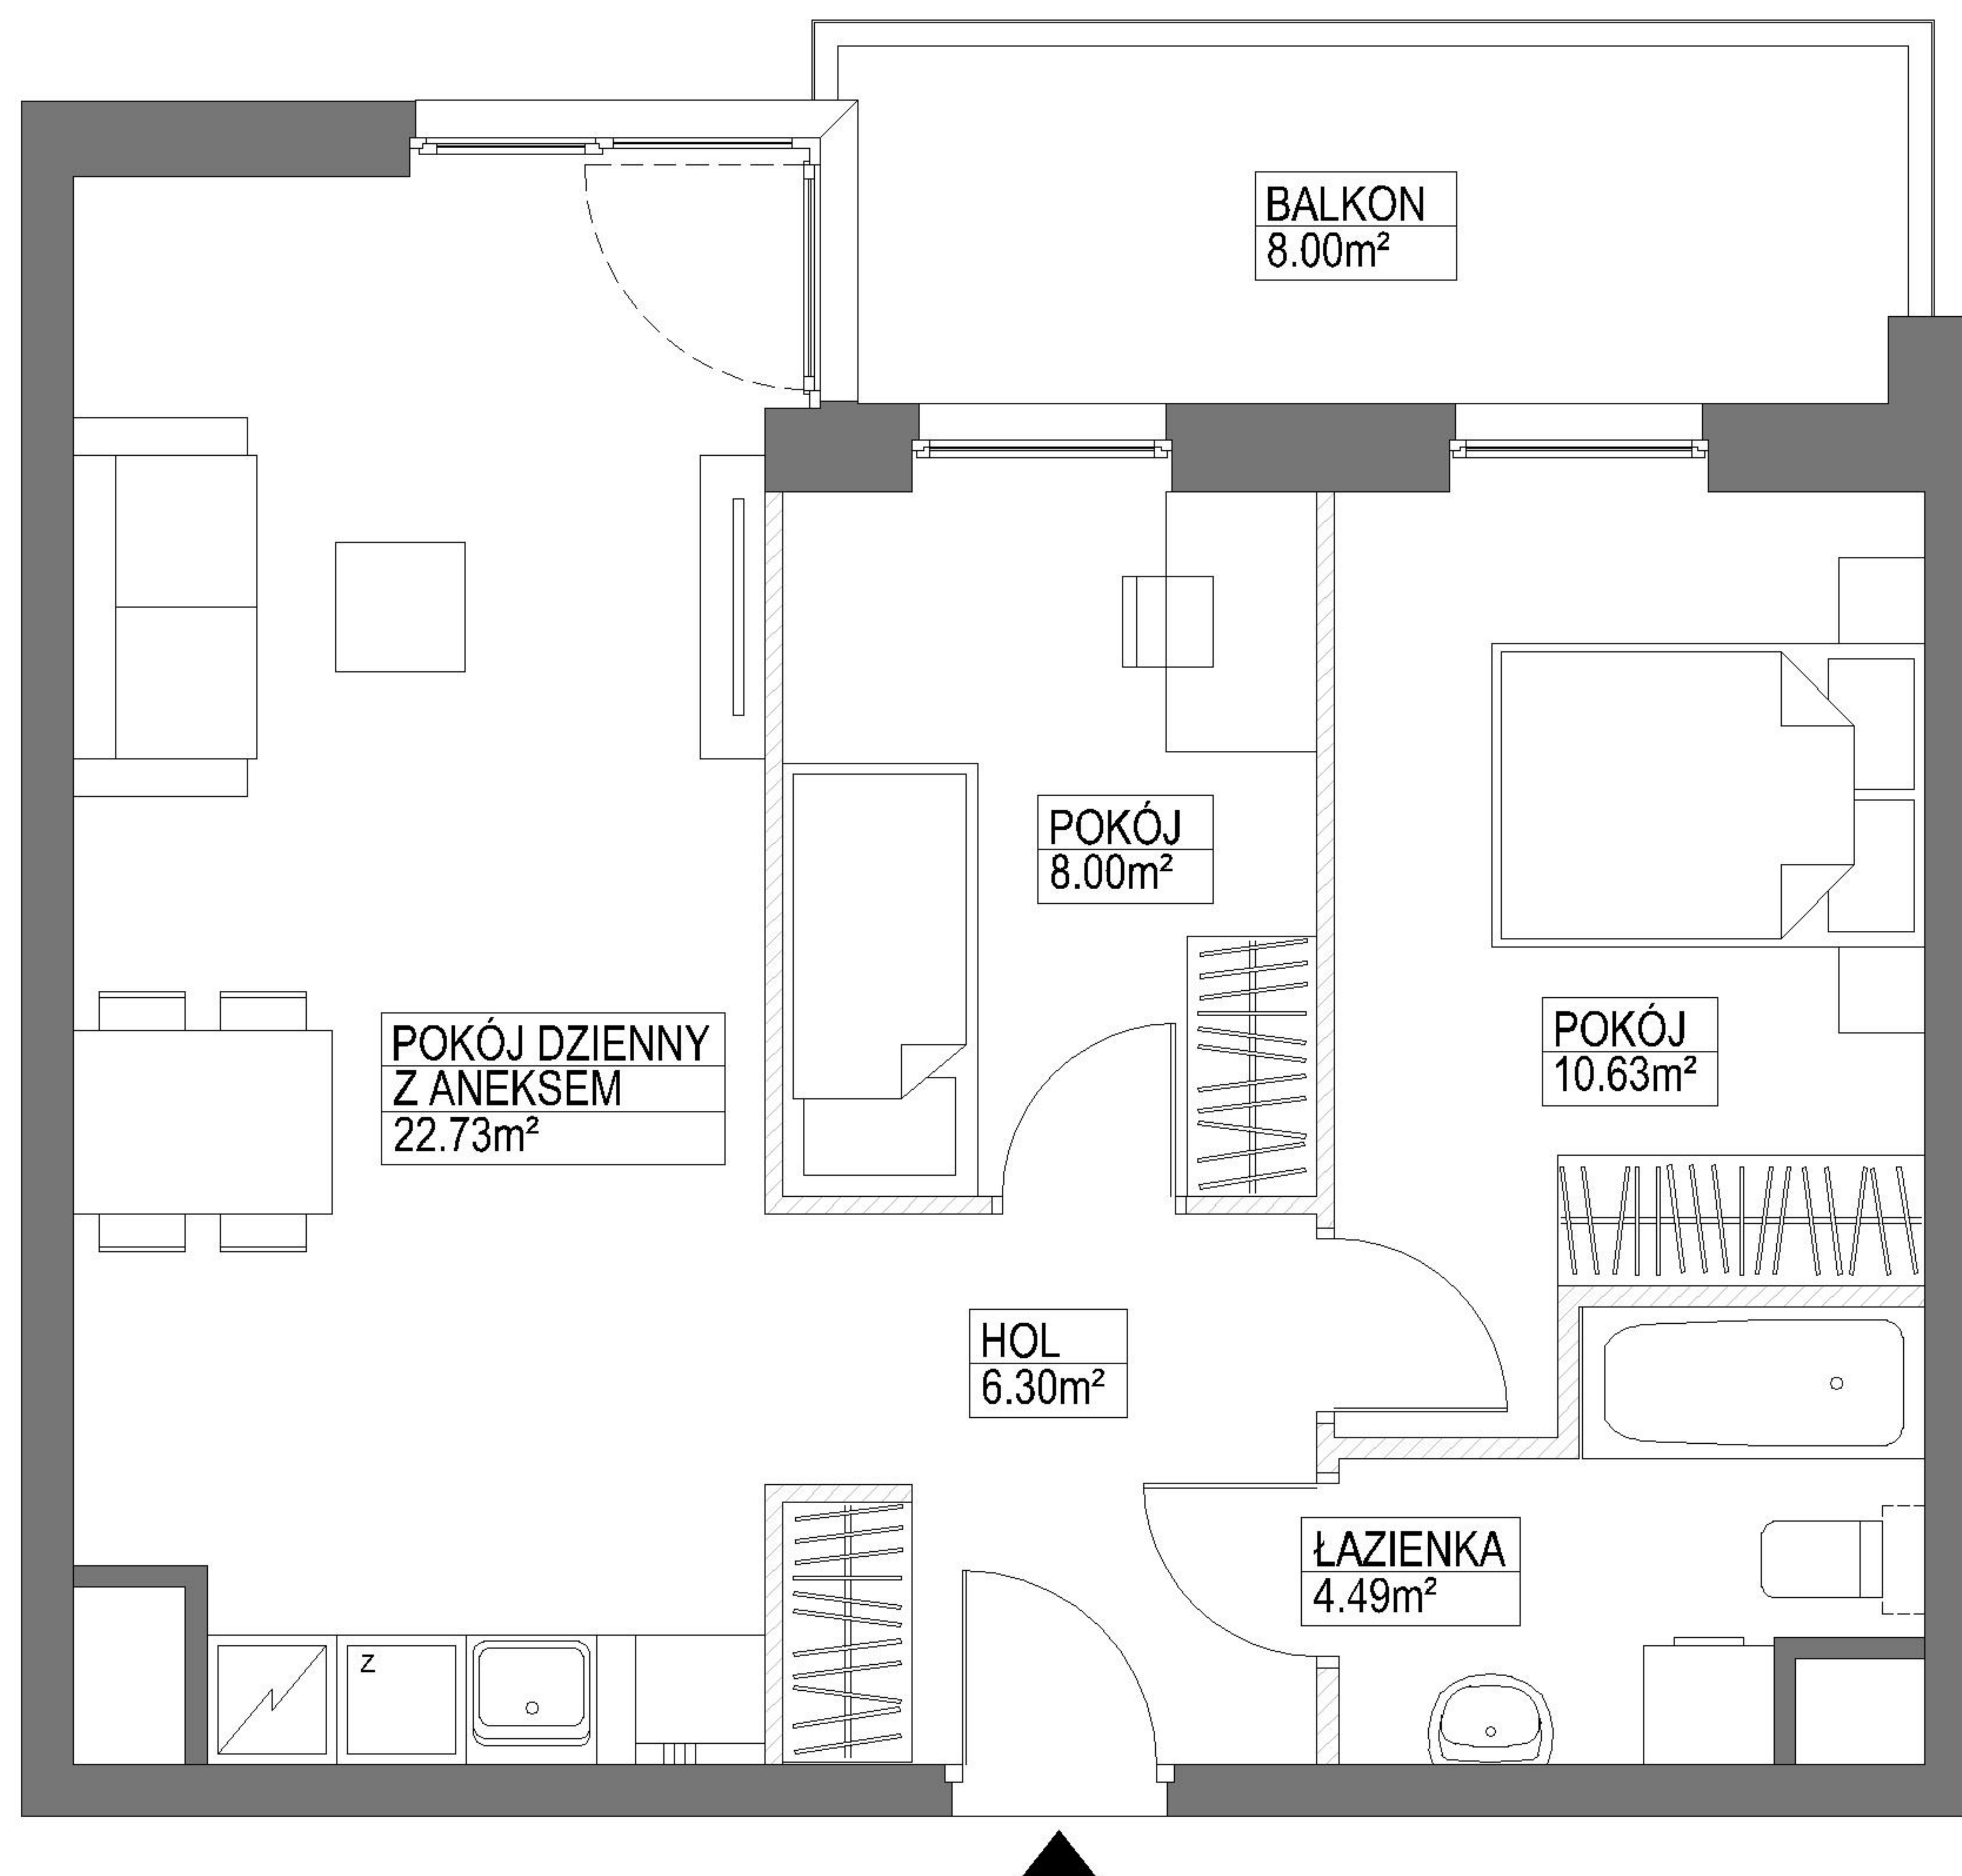 BALKON
8.00m²
POKÓJ
8.00m²
POKÓJ DZIENNY
Z ANEKSEM
22.73m²
POKÓJ
10.63m²
HOL
6.30m²
ŁAZIENKA
4.49m²
Z